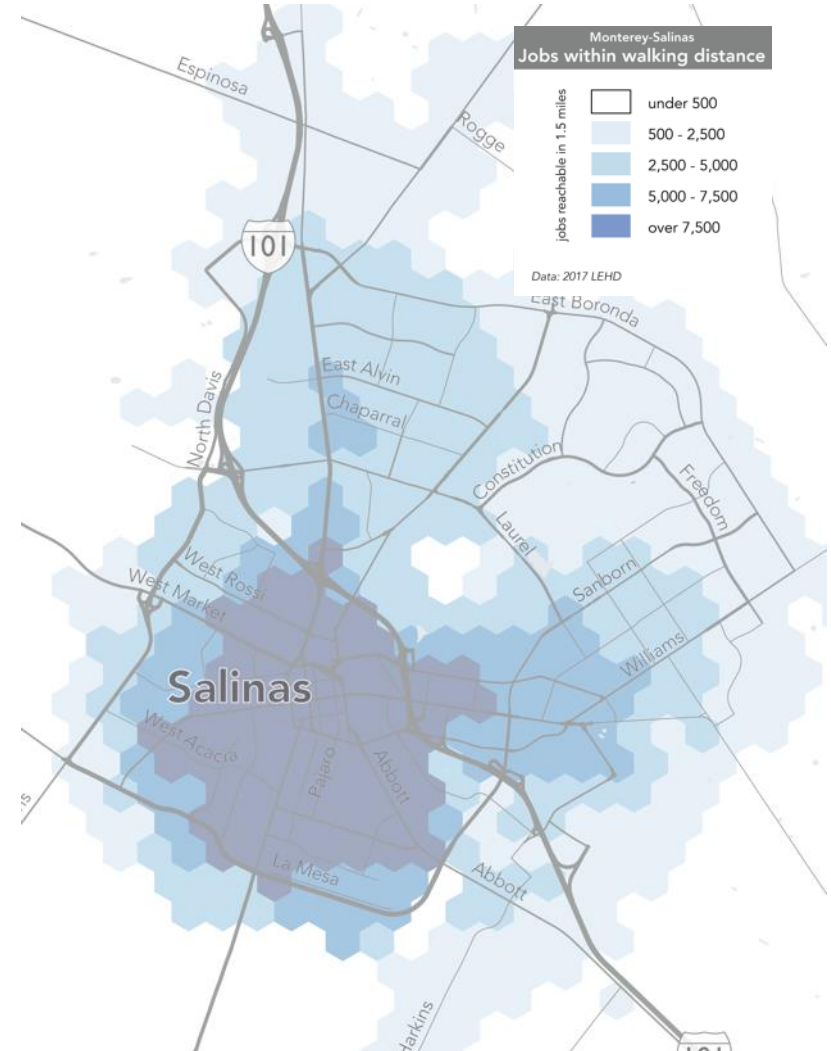 Monterey-Salinas
Jobs within walking distance
jobs reachable in 1.5 miles
under 500
500 - 2,500
2,500 - 5,000
5,000 - 7,500
over 7,500
Data: 2017 LEHD
Espinosa
Rogge
101
East Boronda
East Alvin
Chaparral
North Davis
Constitution
Freedom
Laurel
West Rossi
Sanborn
West Market
Williams
Salinas
West Acacia
Pajaro
Abbott
La Mesa
Abbott
Harkins
101